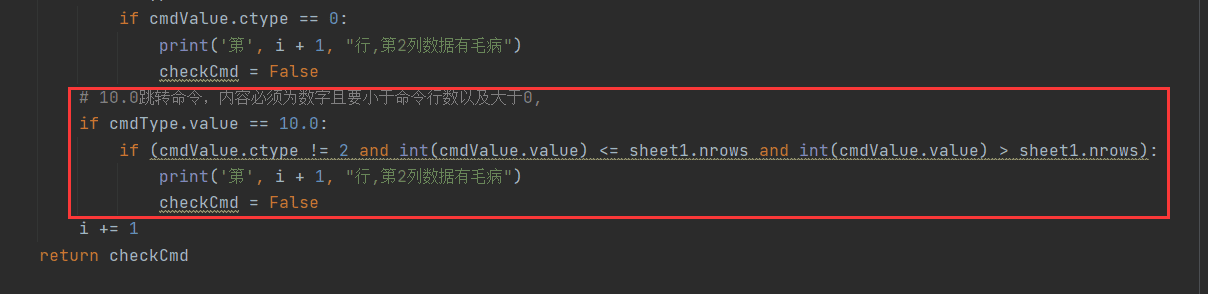 if cmdValue.ctype == 0:
print('第', i + 1, "行,第2列数据有毛病")
checkCmd = False
# 10.0跳转命令，内容必须为数字且要小于命令行数以及大于0,
if cmdType.value == 10.0:
if (cmdValue.ctype != 2 and int(cmdValue.value) <= sheet1.nrows and int(cmdValue.value) > sheet1.nrows):
print('第', i + 1, "行,第2列数据有毛病")
checkCmd = False
i += 1
return checkCmd